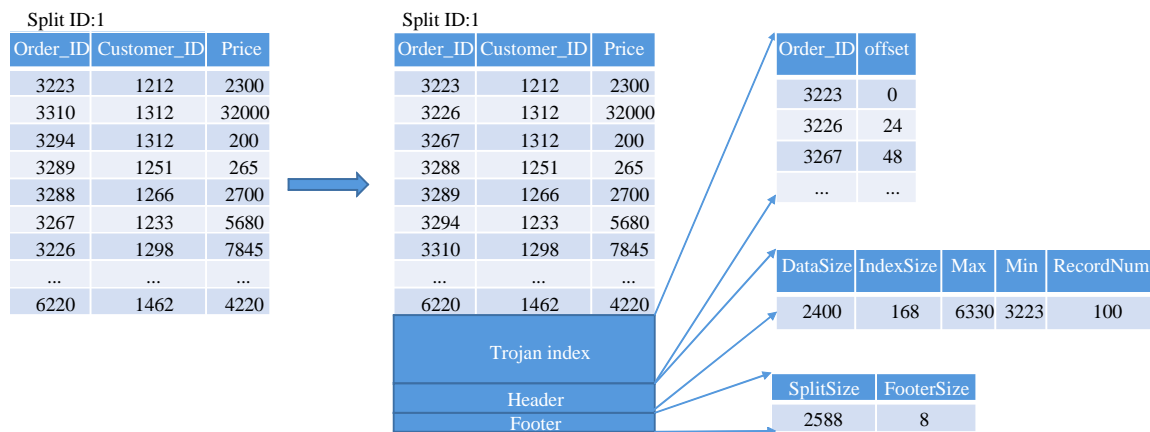 Split ID:1
Order_ID Customer_ID Price
3223 1212 2300
3310 1312 32000
3294 1312 200
3289 1251 265
3288 1266 2700
3267 1233 5680
3226 1298 7845
... ... ...
6220 1462 4220
Split ID:1
Order_ID Customer_ID Price
3223 1212 2300
3226 1312 32000
3267 1312 200
3288 1251 265
3289 1266 2700
3294 1233 5680
3310 1298 7845
... ... ...
6220 1462 4220
Trojan index
Header
Footer
Order_ID offset
3223 0
3226 24
3267 48
... ...
DataSize IndexSize Max Min RecordNum
2400 168 6330 3223 100
SplitSize FooterSize
2588 8